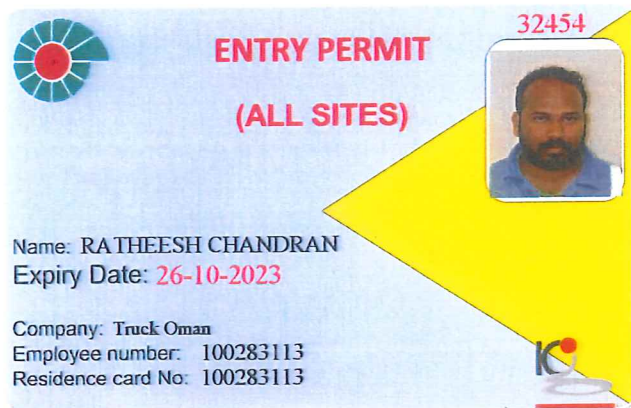 32454
ENTRY PERMIT
(ALL SITES)
Name: RATHEESH CHANDRAN
Expiry Date: 26-10-2023
Company: Truck Oman
Employee number: 100283113
Residence card No: 100283113